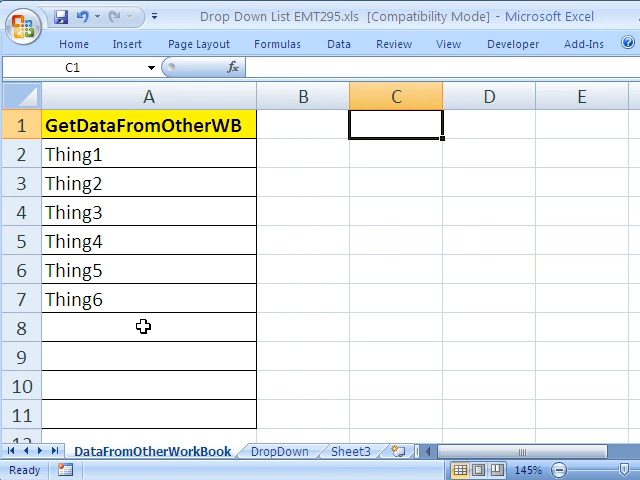 Drop Down List EMT295.xls [Compatibility Mode] - Microsoft Excel
Home Insert Page Layout Formulas Data Review View Developer Add-Ins
C1 fx
A B C D E
1 GetDataFromOtherWB
2 Thing1
3 Thing2
4 Thing3
5 Thing4
6 Thing5
7 Thing6
8
9
10
11
12
DataFromOtherWorkBook DropDown Sheet3
Ready 145%